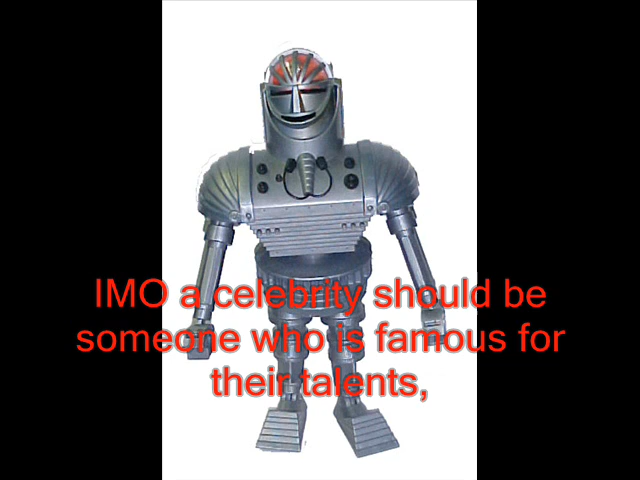 IMO a celebrity should be
someone who is famous for
their talents,